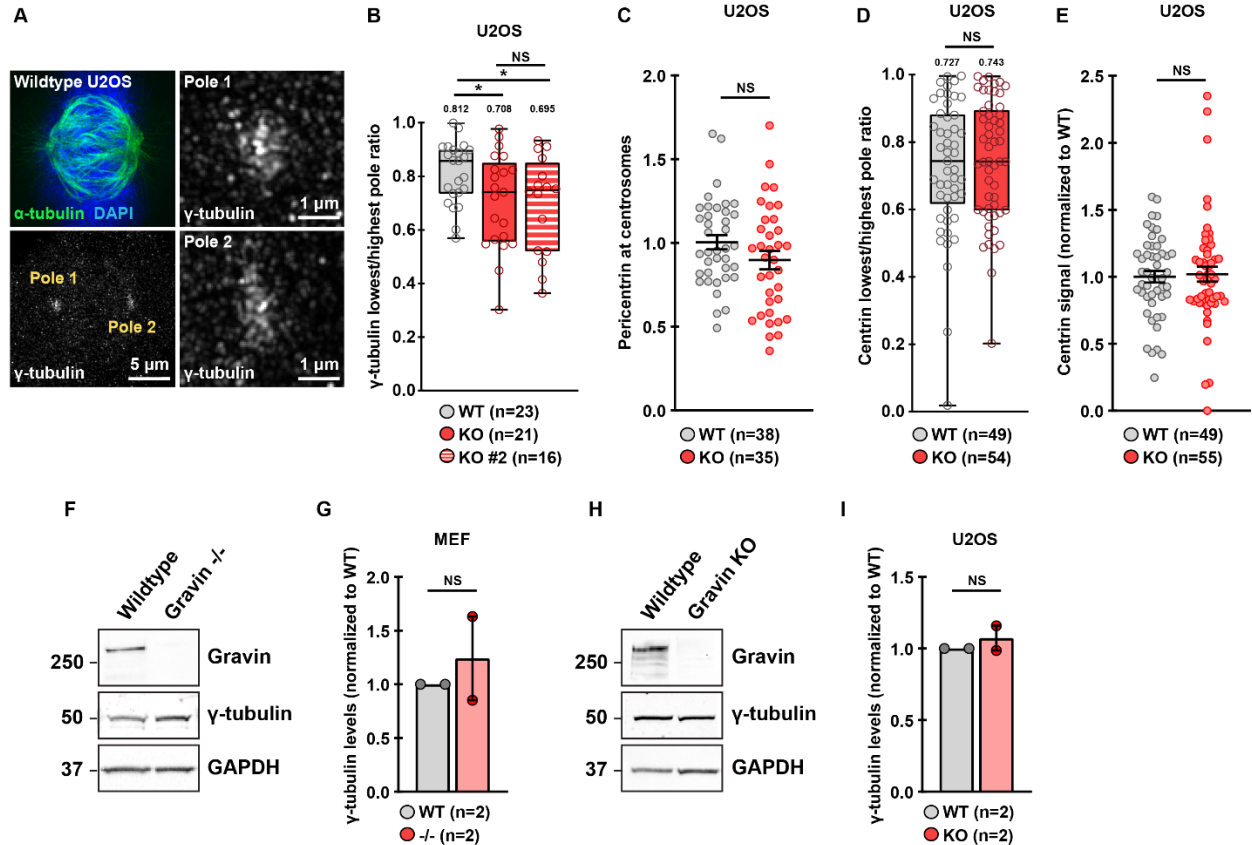 A
Wildtype U2OS
α-tubulin DAPI
Pole 1
γ-tubulin
1 µm
Pole 1
Pole 2
γ-tubulin
5 µm
Pole 2
γ-tubulin
1 µm
B
U2OS
NS
*
*
0.812 0.708 0.695
γ-tubulin lowest/highest pole ratio
1.0
0.8
0.6
0.4
0.2
0.0
WT (n=23)
KO (n=21)
KO #2 (n=16)
C
U2OS
NS
Pericentrin at centrosomes
2.0
1.5
1.0
0.5
0.0
WT (n=38)
KO (n=35)
D
U2OS
NS
0.727 0.743
Centrin lowest/highest pole ratio
1.0
0.8
0.6
0.4
0.2
0.0
WT (n=49)
KO (n=54)
E
U2OS
NS
Centrin signal (normalized to WT)
2.5
2.0
1.5
1.0
0.5
0.0
WT (n=49)
KO (n=55)
F
Wildtype
Gravin -/-
250
Gravin
50
γ-tubulin
37
GAPDH
G
MEF
NS
γ-tubulin levels (normalized to WT)
2.0
1.5
1.0
0.5
0.0
WT (n=2)
-/- (n=2)
H
Wildtype
Gravin KO
250
Gravin
50
γ-tubulin
37
GAPDH
I
U2OS
NS
γ-tubulin levels (normalized to WT)
1.5
1.0
0.5
0.0
WT (n=2)
KO (n=2)